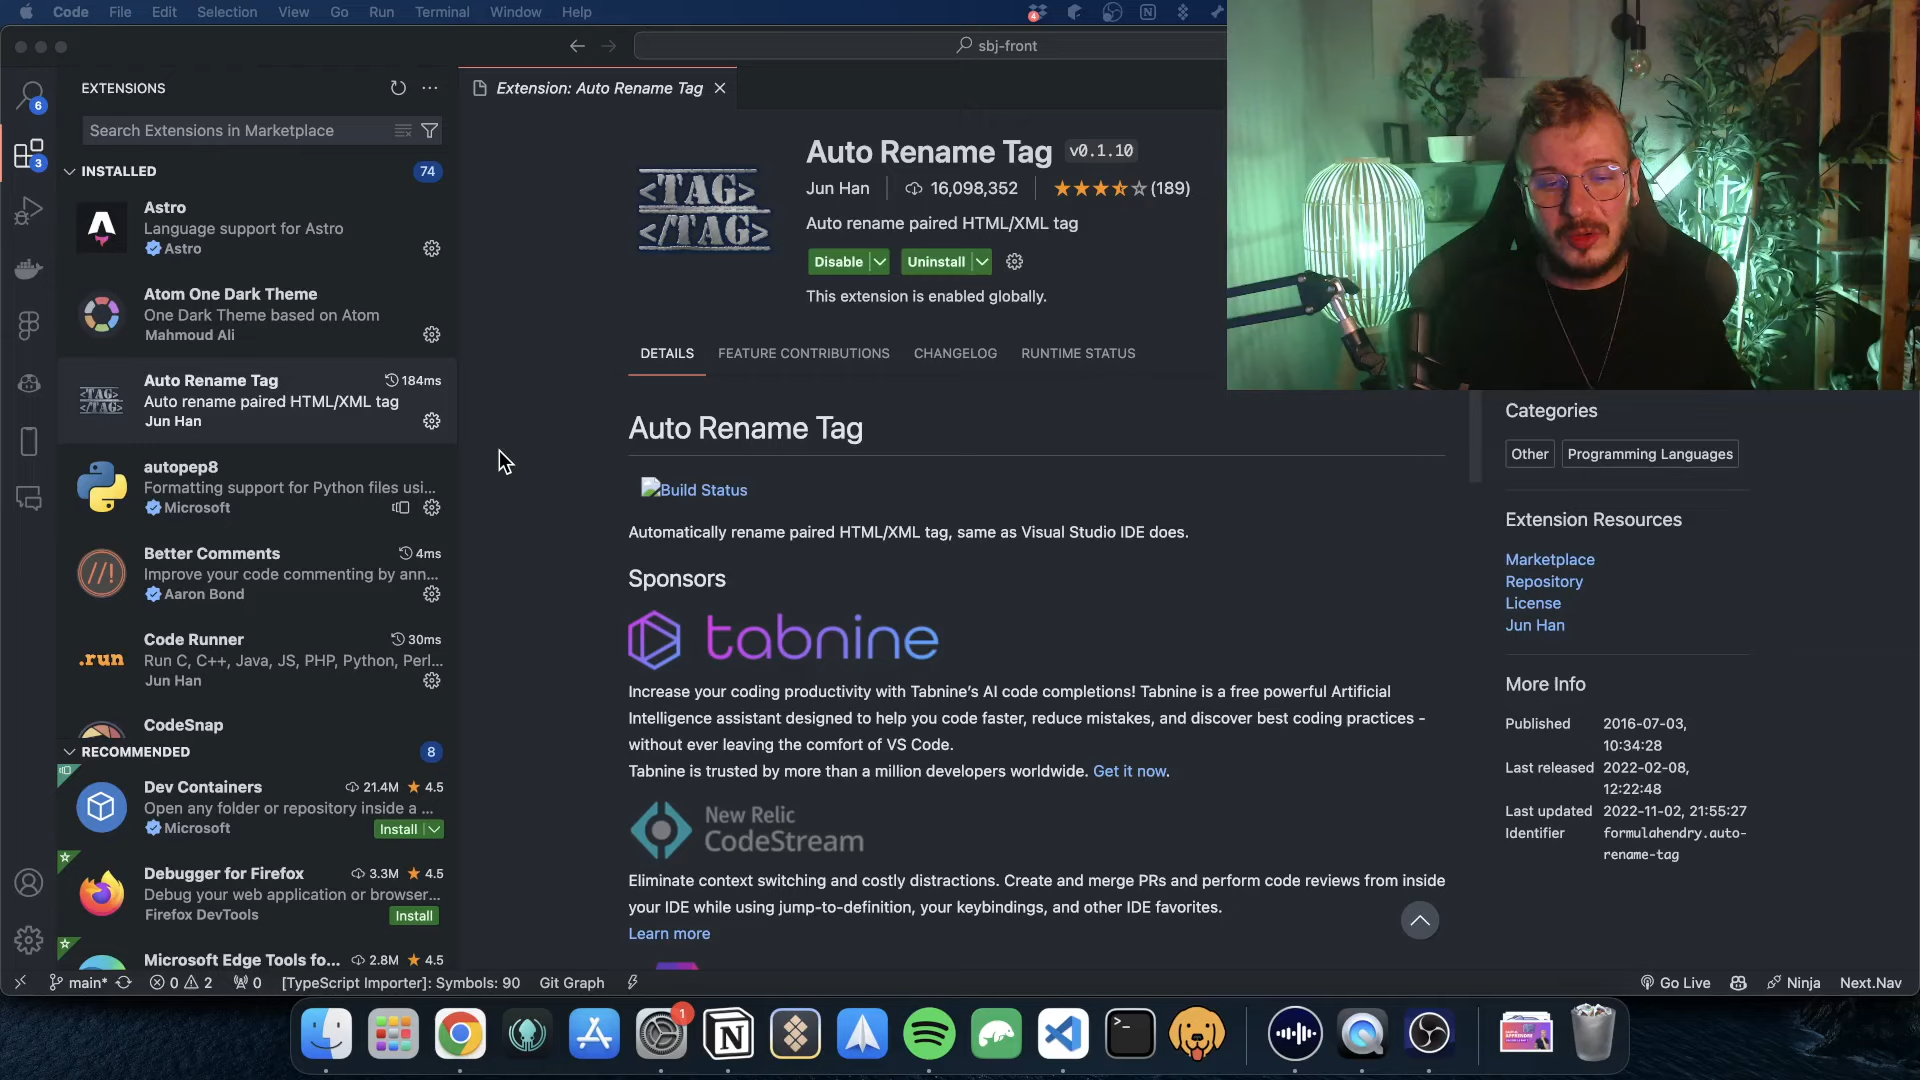 Code File Edit Selection View Go Run Terminal Window Help
4
sbj-front
EXTENSIONS
Extension: Auto Rename Tag
6
Search Extensions in Marketplace
3
INSTALLED 74
Astro
Language support for Astro
Astro
Atom One Dark Theme
One Dark Theme based on Atom
Mahmoud Ali
Auto Rename Tag 184ms
Auto rename paired HTML/XML tag
Jun Han
autopep8
Formatting support for Python files usi...
Microsoft
Better Comments 4ms
Improve your code commenting by ann...
Aaron Bond
.run
Code Runner 30ms
Run C, C++, Java, JS, PHP, Python, Perl...
Jun Han
CodeSnap
RECOMMENDED 8
Dev Containers 21.4M ★ 4.5
Open any folder or repository inside a ...
Microsoft Install
Debugger for Firefox 3.3M ★ 4.5
Debug your web application or browser...
Firefox DevTools Install
Microsoft Edge Tools fo... 2.8M ★ 4.5
<TAG>
</TAG>
Auto Rename Tag v0.1.10
Jun Han 16,098,352 (189)
Auto rename paired HTML/XML tag
Disable Uninstall
This extension is enabled globally.
DETAILS FEATURE CONTRIBUTIONS CHANGELOG RUNTIME STATUS
Auto Rename Tag
Build Status
Automatically rename paired HTML/XML tag, same as Visual Studio IDE does.
Sponsors
tabnine
Increase your coding productivity with Tabnine's AI code completions! Tabnine is a free powerful Artificial
Intelligence assistant designed to help you code faster, reduce mistakes, and discover best coding practices -
without ever leaving the comfort of VS Code.
Tabnine is trusted by more than a million developers worldwide. Get it now.
New Relic
CodeStream
Eliminate context switching and costly distractions. Create and merge PRs and perform code reviews from inside
your IDE while using jump-to-definition, your keybindings, and other IDE favorites.
Learn more
Categories
Other Programming Languages
Extension Resources
Marketplace
Repository
License
Jun Han
More Info
Published 2016-07-03,
10:34:28
Last released 2022-02-08,
12:22:48
Last updated 2022-11-02, 21:55:27
Identifier formulahendry.auto-
rename-tag
main* 0 2 0 [TypeScript Importer]: Symbols: 90 Git Graph
Go Live Ninja Next.Nav
1